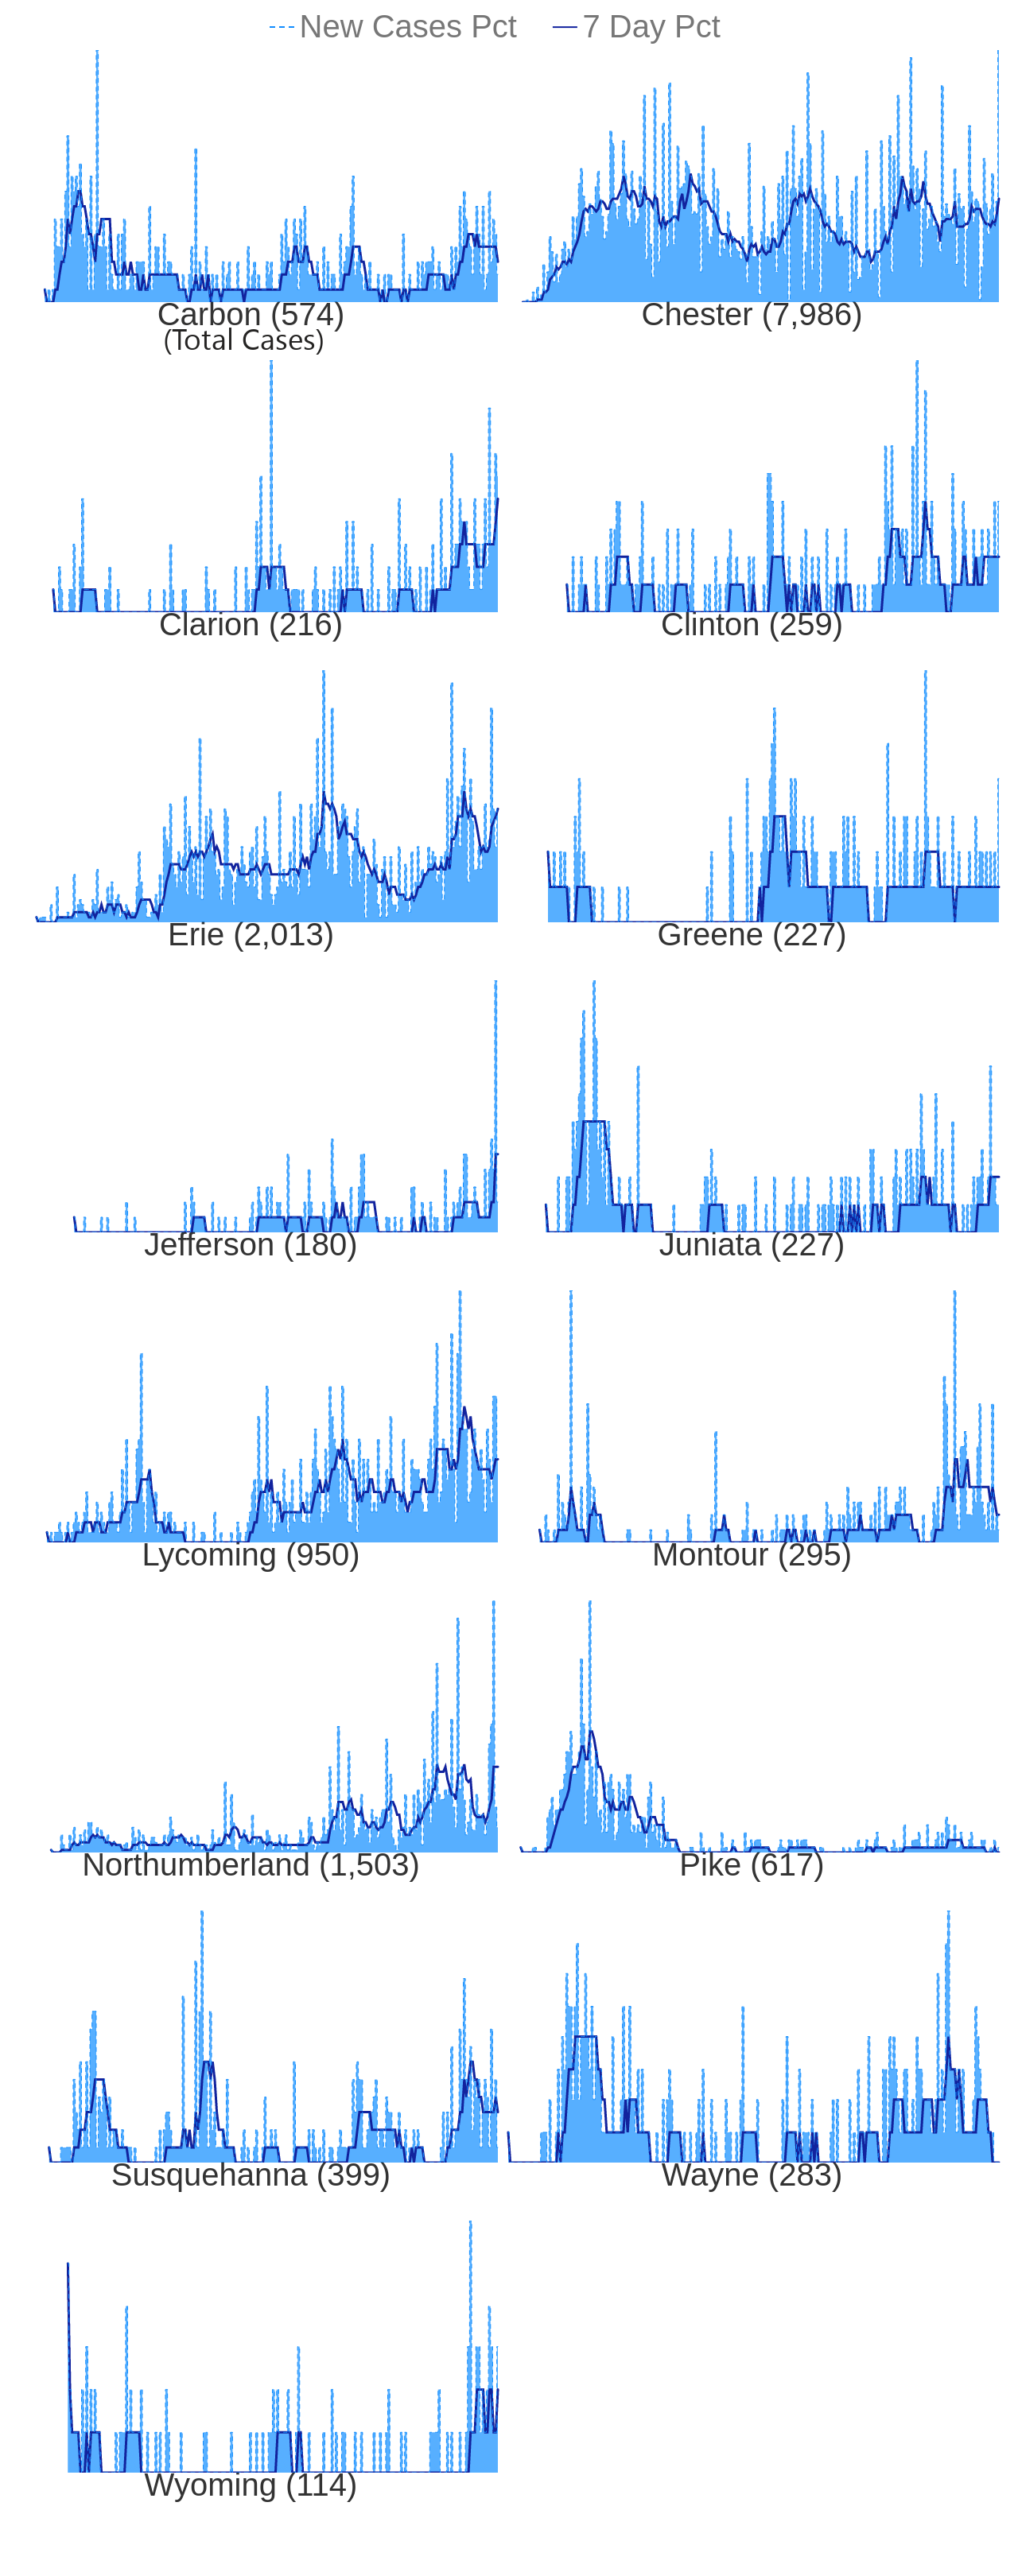 New Cases Pct 7 Day Pct
Carbon (574) Chester (7,986)
(Total Cases)
Clarion (216) Clinton (259)
Erie (2,013) Greene (227)
Jefferson (180) Juniata (227)
Lycoming (950) Montour (295)
Northumberland (1,503) Pike (617)
Susquehanna (399) Wayne (283)
Wyoming (114)